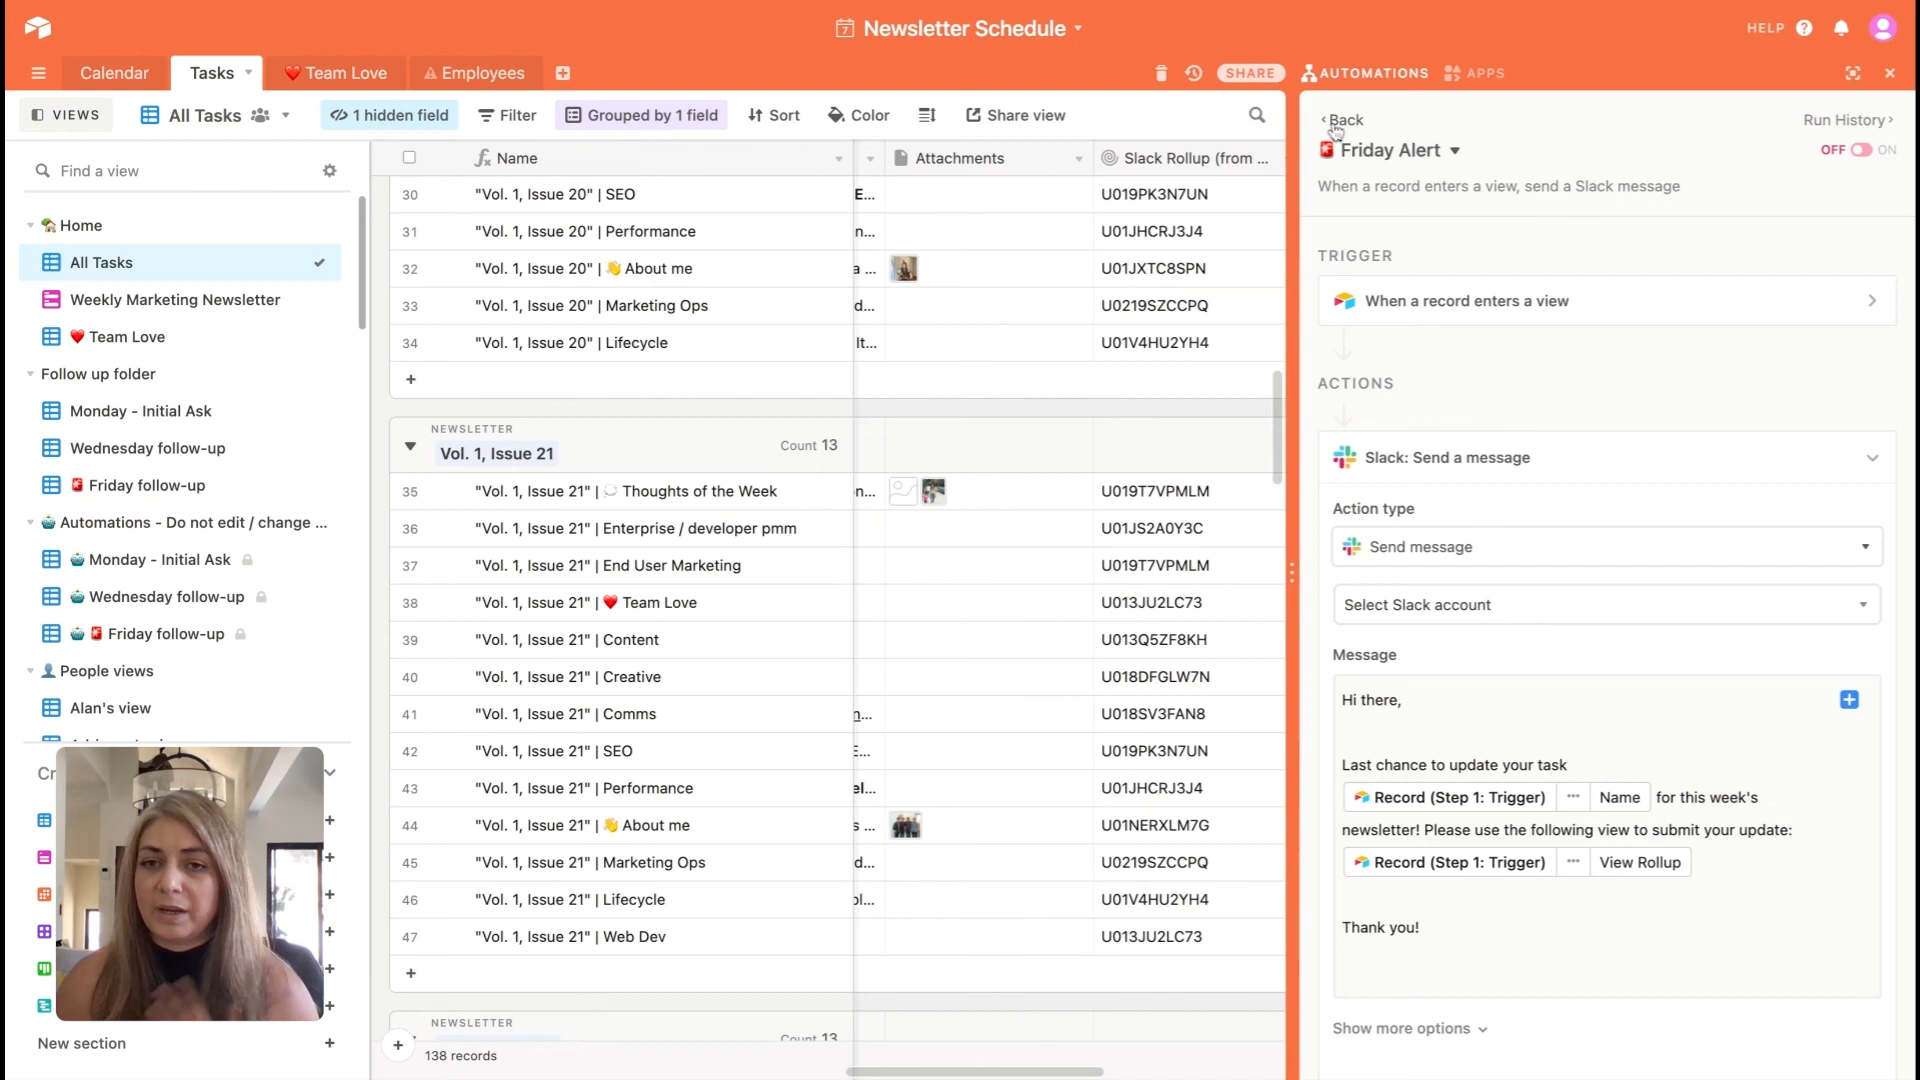 Newsletter Schedule
HELP
Calendar
Tasks
Team Love
Employees
SHARE
AUTOMATIONS
APPS
VIEWS
All Tasks
1 hidden field
Filter
Grouped by 1 field
Sort
Color
Share view
Find a view
Home
All Tasks
Weekly Marketing Newsletter
Team Love
Follow up folder
Monday - Initial Ask
Wednesday follow-up
Friday follow-up
Automations - Do not edit / change ...
Monday - Initial Ask
Wednesday follow-up
Friday follow-up
People views
Alan's view
Cr
New section
Name
Attachments
Slack Rollup (from ...
30 "Vol. 1, Issue 20" | SEO E... U019PK3N7UN
31 "Vol. 1, Issue 20" | Performance n... U01JHCRJ3J4
32 "Vol. 1, Issue 20" | 👋 About me a ... U01JXTC8SPN
33 "Vol. 1, Issue 20" | Marketing Ops d... U0219SZCCPQ
34 "Vol. 1, Issue 20" | Lifecycle It... U01V4HU2YH4
+
NEWSLETTER
Vol. 1, Issue 21
Count 13
35 "Vol. 1, Issue 21" | 💭 Thoughts of the Week n... U019T7VPMLM
36 "Vol. 1, Issue 21" | Enterprise / developer pmm U01JS2A0Y3C
37 "Vol. 1, Issue 21" | End User Marketing U019T7VPMLM
38 "Vol. 1, Issue 21" | ❤️ Team Love U013JU2LC73
39 "Vol. 1, Issue 21" | Content U013Q5ZF8KH
40 "Vol. 1, Issue 21" | Creative U018DFGLW7N
41 "Vol. 1, Issue 21" | Comms n... U018SV3FAN8
42 "Vol. 1, Issue 21" | SEO E... U019PK3N7UN
43 "Vol. 1, Issue 21" | Performance el... U01JHCRJ3J4
44 "Vol. 1, Issue 21" | 👋 About me s ... U01NERXLM7G
45 "Vol. 1, Issue 21" | Marketing Ops d... U0219SZCCPQ
46 "Vol. 1, Issue 21" | Lifecycle ol... U01V4HU2YH4
47 "Vol. 1, Issue 21" | Web Dev U013JU2LC73
+
NEWSLETTER
Count 13
138 records
Back
Run History
Friday Alert
OFF ON
When a record enters a view, send a Slack message
TRIGGER
When a record enters a view
ACTIONS
Slack: Send a message
Action type
Send message
Select Slack account
Message
Hi there,
Last chance to update your task
Record (Step 1: Trigger) ··· Name for this week's
newsletter! Please use the following view to submit your update:
Record (Step 1: Trigger) ··· View Rollup
Thank you!
Show more options